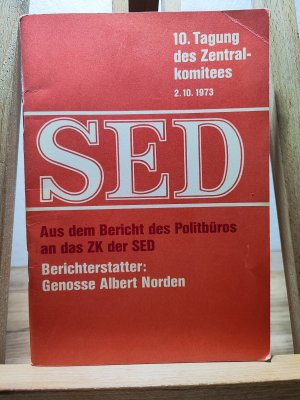 10. Tagung
des Zentral-
komitees
2.10.1973
SED
Aus dem Bericht des Politbüros
an das ZK der SED
Berichterstatter:
Genosse Albert Norden